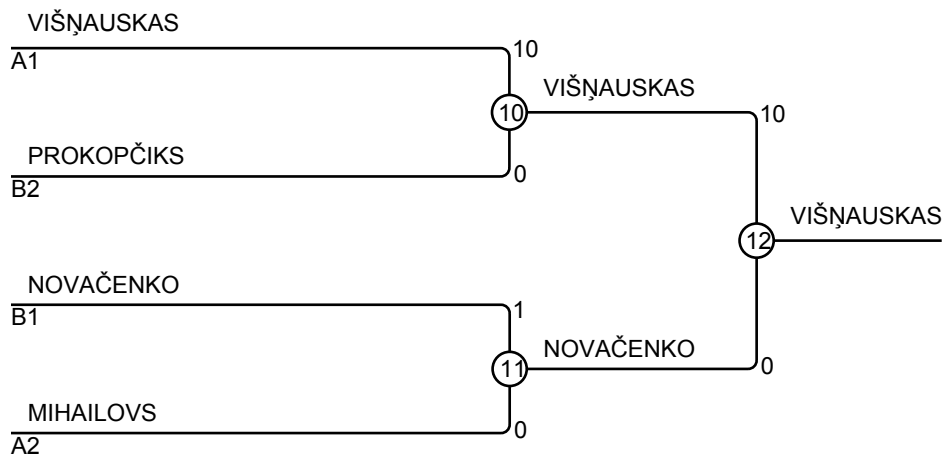 VIŠŅAUSKAS
A1
10
10
VIŠŅAUSKAS
10
PROKOPČIKS
B2
0
12
VIŠŅAUSKAS
NOVAČENKO
B1
1
11
NOVAČENKO
0
MIHAILOVS
A2
0